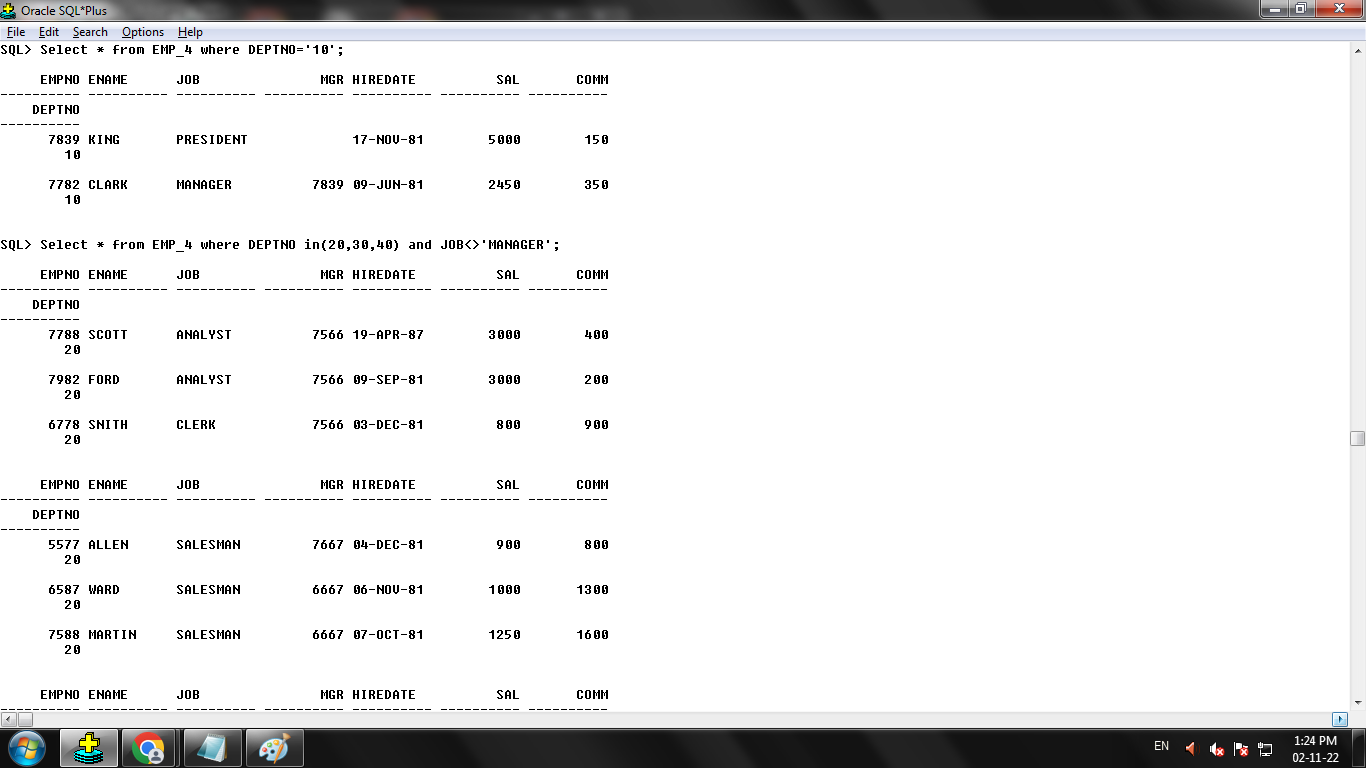 Oracle SQL*Plus
File Edit Search Options Help
SQL> Select * from EMP_4 where DEPTNO='10';
EMPNO ENAME JOB MGR HIREDATE SAL COMM
---------- ---------- ---------- ---------- ---------- ---------- ----------
DEPTNO
----------
7839 KING PRESIDENT 17-NOV-81 5000 150
10
7782 CLARK MANAGER 7839 09-JUN-81 2450 350
10
SQL> Select * from EMP_4 where DEPTNO in(20,30,40) and JOB<>'MANAGER';
EMPNO ENAME JOB MGR HIREDATE SAL COMM
---------- ---------- ---------- ---------- ---------- ---------- ----------
DEPTNO
----------
7788 SCOTT ANALYST 7566 19-APR-87 3000 400
20
7982 FORD ANALYST 7566 09-SEP-81 3000 200
20
6778 SNITH CLERK 7566 03-DEC-81 800 900
20
EMPNO ENAME JOB MGR HIREDATE SAL COMM
---------- ---------- ---------- ---------- ---------- ---------- ----------
DEPTNO
----------
5577 ALLEN SALESMAN 7667 04-DEC-81 900 800
20
6587 WARD SALESMAN 6667 06-NOV-81 1000 1300
20
7588 MARTIN SALESMAN 6667 07-OCT-81 1250 1600
20
EMPNO ENAME JOB MGR HIREDATE SAL COMM
---------- ---------- ---------- ---------- ---------- ---------- ----------
EN
1:24 PM
02-11-22